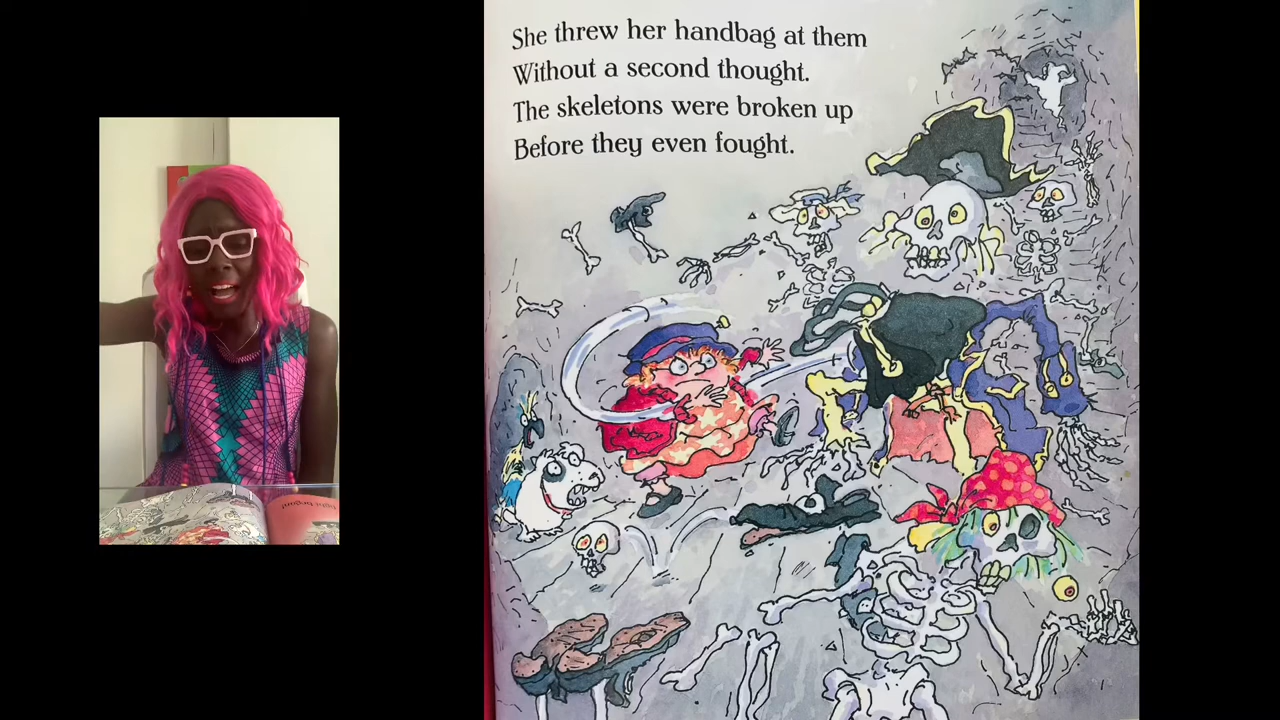 She threw her handbag at them
Without a second thought.
The skeletons were broken up
Before they even fought.